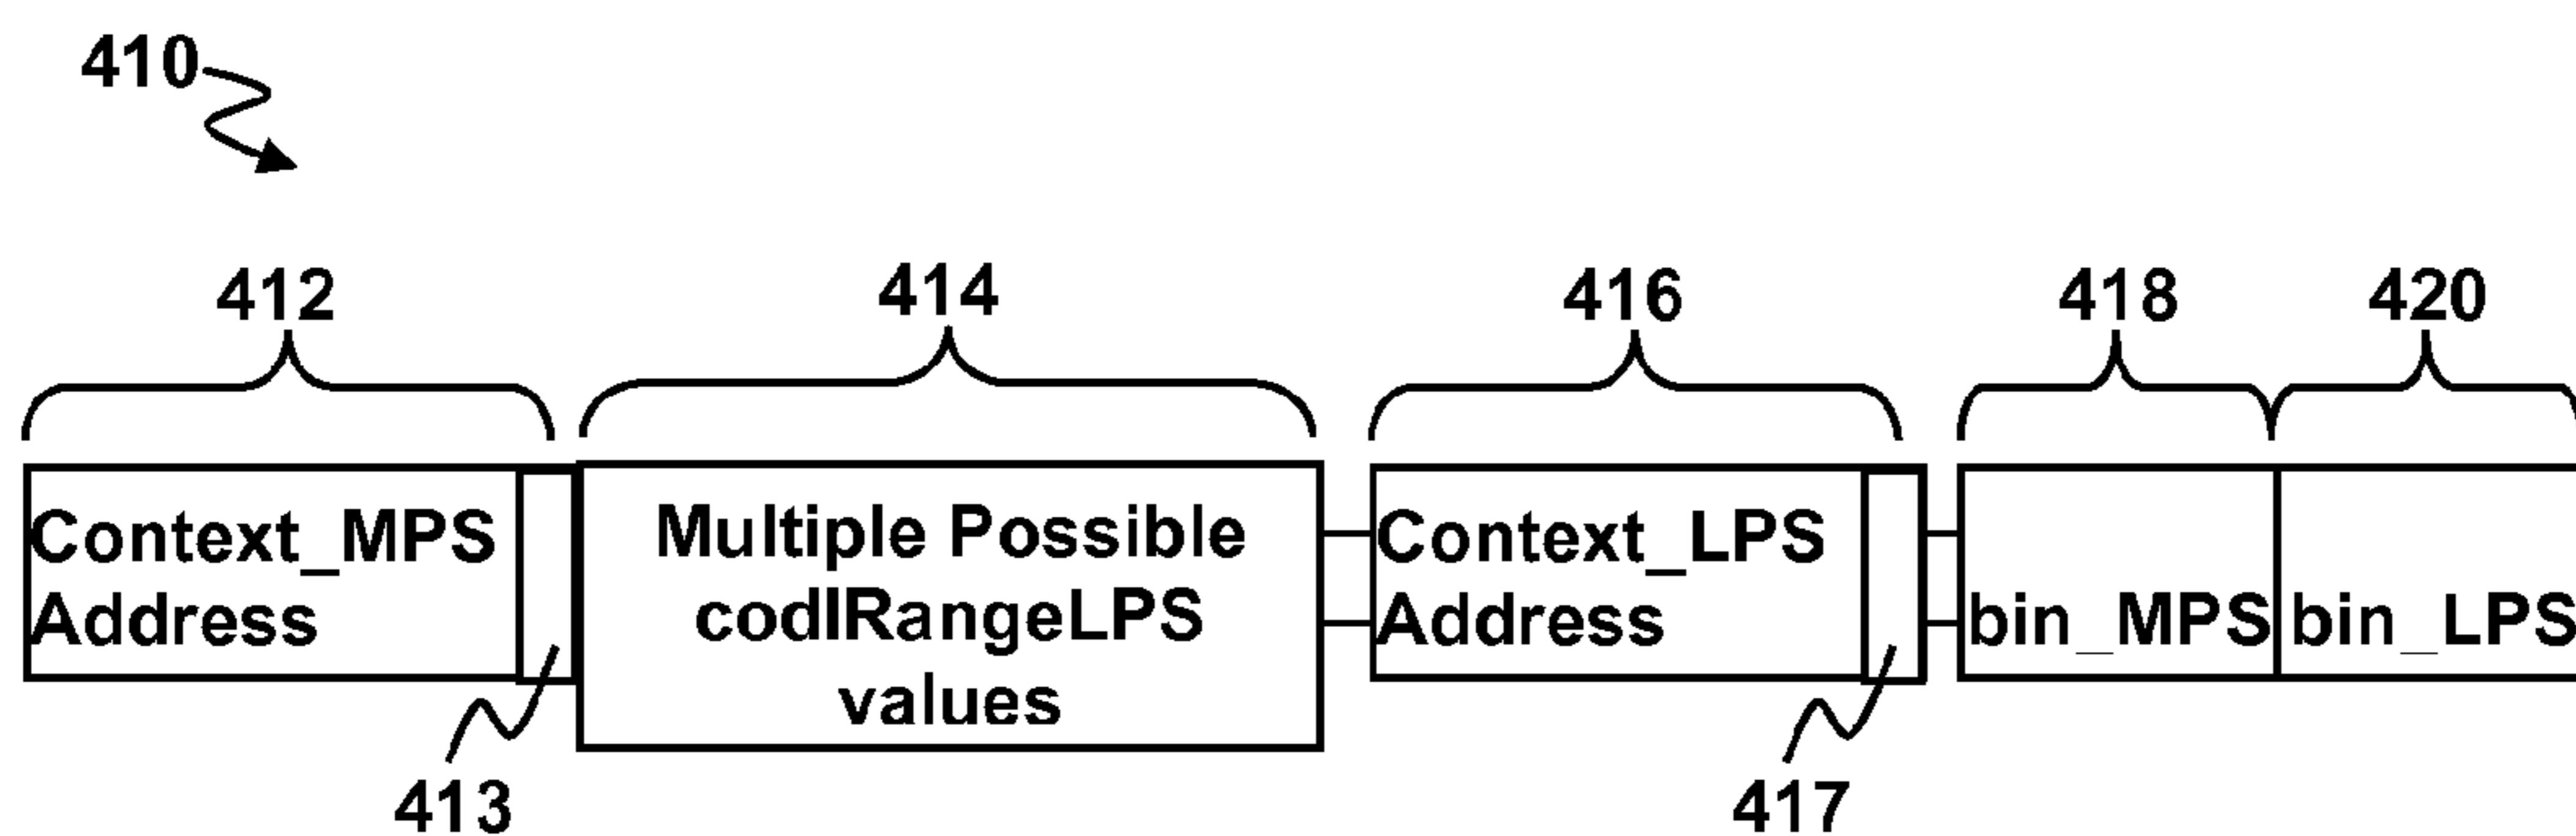 410
412 414 416 418 420
Context_MPS
Address
Multiple Possible
codIRangeLPS
values
Context_LPS
Address
bin_MPS
bin_LPS
413
417